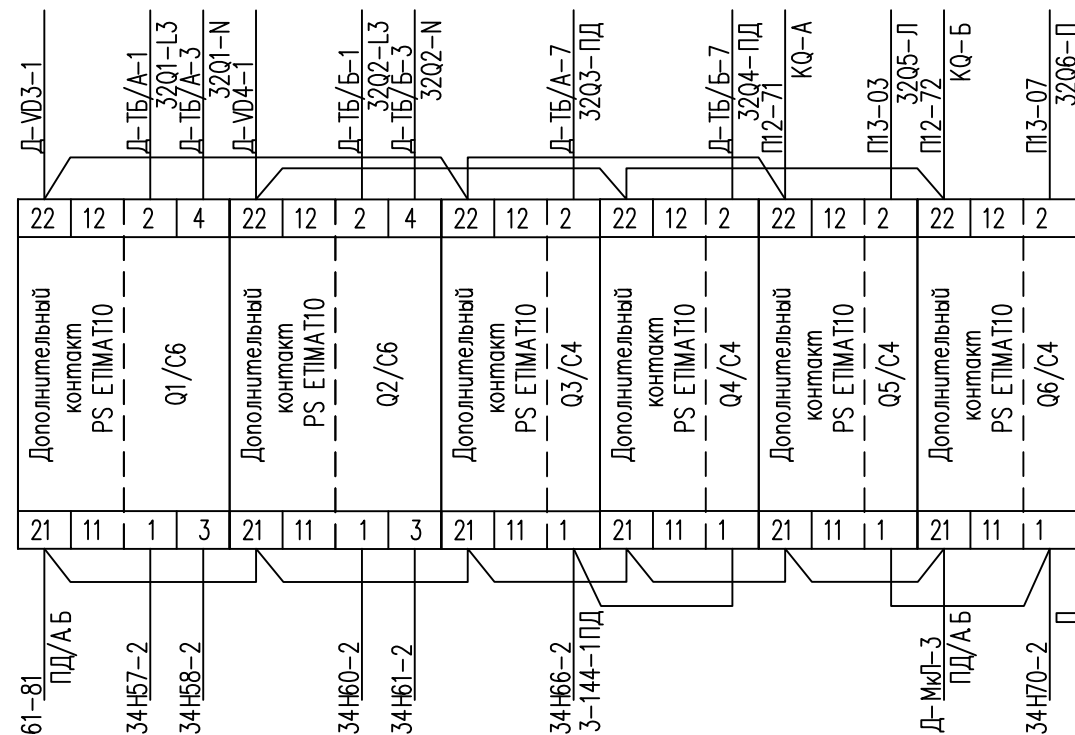 Д-VD3-1
Д-ТБ/А-1
32Q1-L3
Д-ТБ/А-3
32Q1-N
Д-VD4-1
Д-ТБ/Б-1
32Q2-L3
Д-ТБ/Б-3
32Q2-N
Д-ТБ/А-7
32Q3-ПД
Д-ТБ/Б-7
32Q4-ПД
П12-71
KQ-А
П13-03
32Q5-Л
П12-72
KQ-Б
П13-07
32Q6-П
22 12 2 4 22 12 2 4 22 12 2 22 12 2 22 12 2 22 12 2
Дополнительный
контакт
PS ETIMAT10
Q1/C6
Дополнительный
контакт
PS ETIMAT10
Q2/C6
Дополнительный
контакт
PS ETIMAT10
Q3/C4
Дополнительный
контакт
PS ETIMAT10
Q4/C4
Дополнительный
контакт
PS ETIMAT10
Q5/C4
Дополнительный
контакт
PS ETIMAT10
Q6/C4
21 11 1 3 21 11 1 3 21 11 1 21 11 1 21 11 1 21 11 1
61-81
ПД/А.Б
34Н57-2
34Н58-2
34Н60-2
34Н61-2
34Н66-2
3-144-1ПД
Д-МкЛ-3
ПД/А.Б
34Н70-2
П